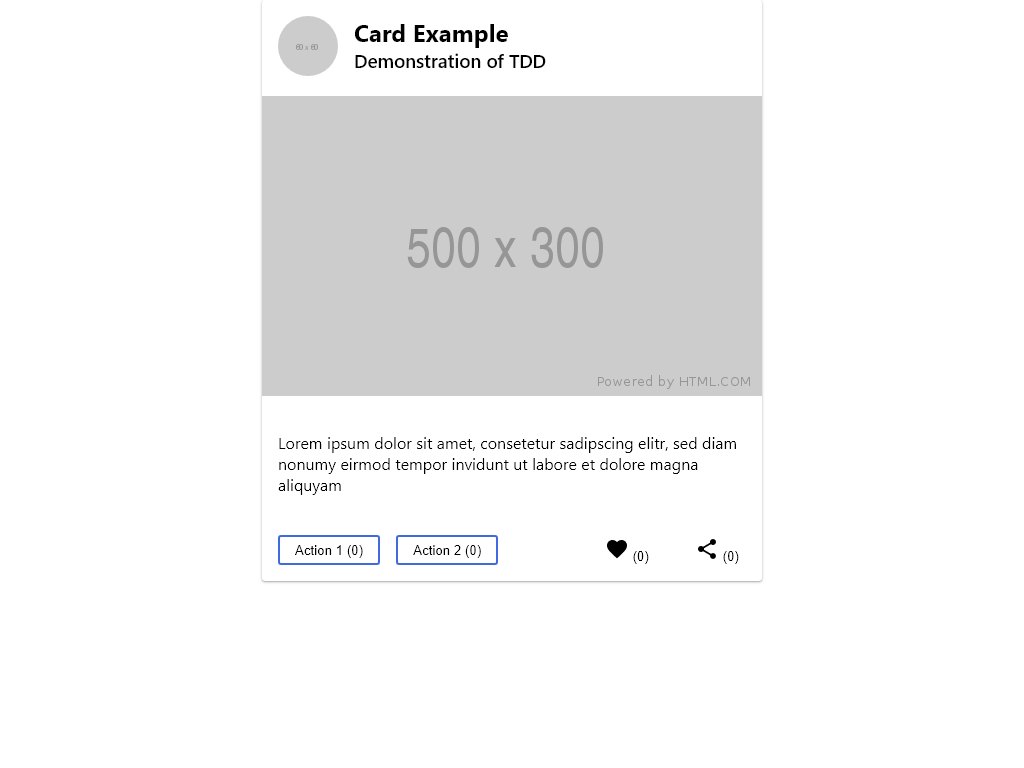 60 x 60
Card Example
Demonstration of TDD
500 x 300
Powered by HTML.COM
Lorem ipsum dolor sit amet, consetetur sadipscing elitr, sed diam
nonumy eirmod tempor invidunt ut labore et dolore magna
aliquyam
Action 1 (0) Action 2 (0) (0) (0)